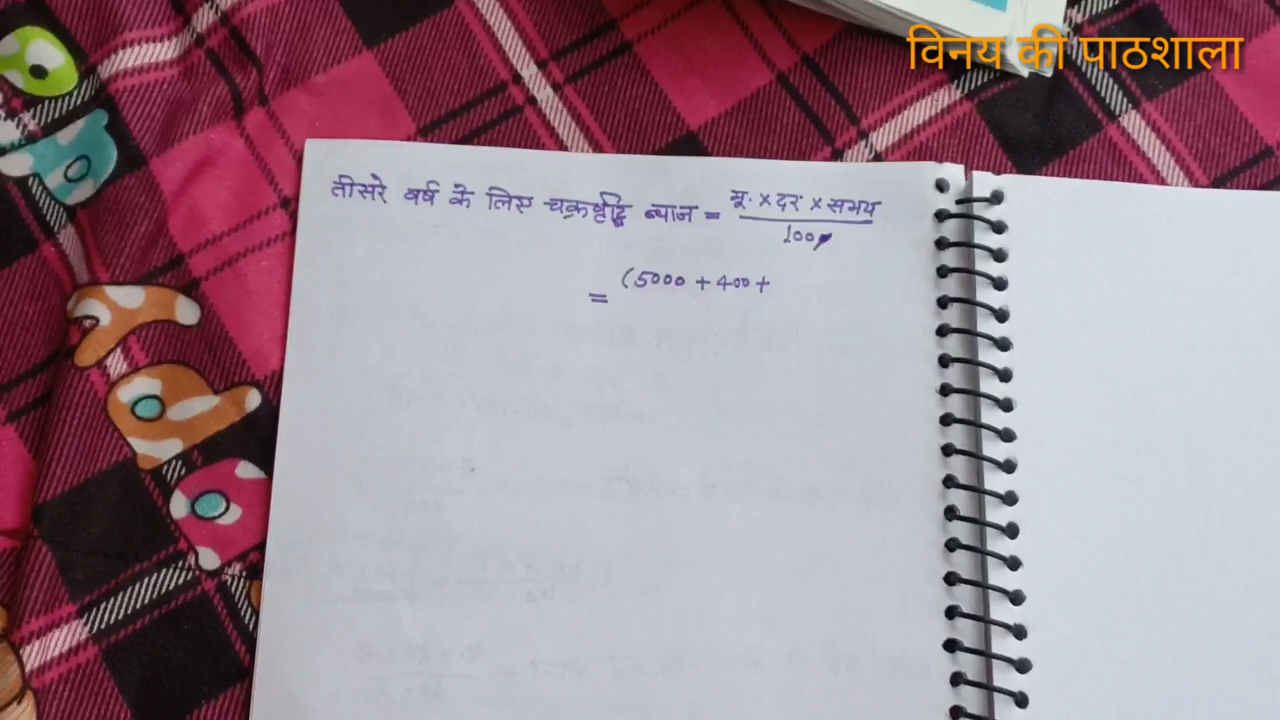 विनय की पाठशाला
तीसरे वर्ष के लिए चक्रवृद्धि ब्याज = मू. × दर × समय
100
= (5000 + 400 +